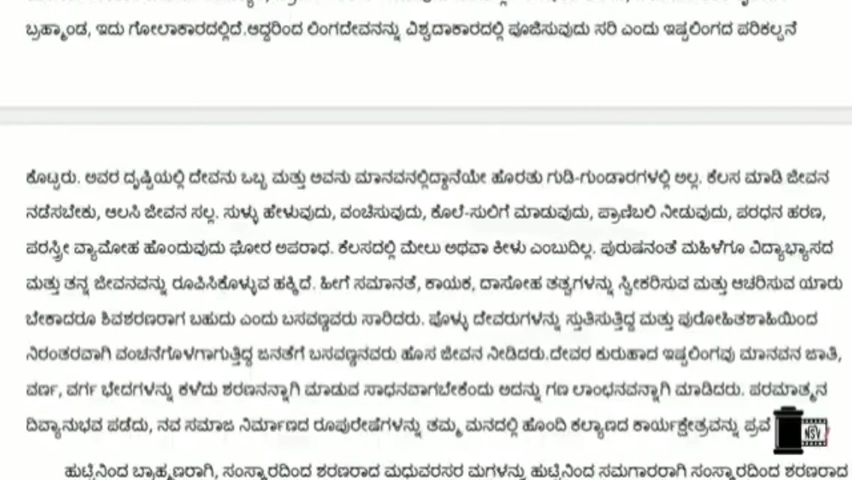 ಬ್ರಹ್ಮಾಂಡ, ಇದು ಗೋಲಾಕಾರದಲ್ಲಿದೆ.ಆದ್ದರಿಂದ ಲಿಂಗದೇವನನ್ನು ವಿಶ್ವದಾಕಾರದಲ್ಲಿ ಪೂಜಿಸುವುದು ಸರಿ ಎಂದು ಇಷ್ಟಲಿಂಗದ ಪರಿಕಲ್ಪನೆ
ಕೊಟ್ಟರು. ಅವರ ದೃಷ್ಟಿಯಲ್ಲಿ ದೇವನು ಒಬ್ಬ ಮತ್ತು ಅವನು ಮಾನವನಲ್ಲಿದ್ದಾನೆಯೇ ಹೊರತು ಗುಡಿ-ಗುಂಡಾರಗಳಲ್ಲಿ ಅಲ್ಲ. ಕೆಲಸ ಮಾಡಿ ಜೀವನ
ನಡೆಸಬೇಕು, ಆಲಸಿ ಜೀವನ ಸಲ್ಲ. ಸುಳ್ಳು ಹೇಳುವುದು, ವಂಚಿಸುವುದು, ಕೊಲೆ-ಸುಲಿಗೆ ಮಾಡುವುದು, ಪ್ರಾಣಿಬಲಿ ನೀಡುವುದು, ಪರಧನ ಹರಣ,
ಪರಸ್ತ್ರೀ ವ್ಯಾಮೋಹ ಹೊಂದುವುದು ಘೋರ ಅಪರಾಧ. ಕೆಲಸದಲ್ಲಿ ಮೇಲು ಅಥವಾ ಕೀಳು ಎಂಬುದಿಲ್ಲ. ಪುರುಷನಂತೆ ಮಹಿಳೆಗೂ ವಿದ್ಯಾಭ್ಯಾಸದ
ಮತ್ತು ತನ್ನ ಜೀವನವನ್ನು ರೂಪಿಸಿಕೊಳ್ಳುವ ಹಕ್ಕಿದೆ. ಹೀಗೆ ಸಮಾನತೆ, ಕಾಯಕ, ದಾಸೋಹ ತತ್ವಗಳನ್ನು ಸ್ವೀಕರಿಸುವ ಮತ್ತು ಆಚರಿಸುವ ಯಾರು
ಬೇಕಾದರೂ ಶಿವಶರಣರಾಗ ಬಹುದು ಎಂದು ಬಸವಣ್ಣವರು ಸಾರಿದರು. ಪೊಳ್ಳು ದೇವರುಗಳನ್ನು ಸ್ತುತಿಸುತ್ತಿದ್ದ ಮತ್ತು ಪುರೋಹಿತಶಾಹಿಯಿಂದ
ನಿರಂತರವಾಗಿ ವಂಚನೆಗೊಳಗಾಗುತ್ತಿದ್ದ ಜನತೆಗೆ ಬಸವಣ್ಣನವರು ಹೊಸ ಜೀವನ ನೀಡಿದರು.ದೇವರ ಕುರುಹಾದ ಇಷ್ಟಲಿಂಗವು ಮಾನವನ ಜಾತಿ,
ವರ್ಣ, ವರ್ಗ ಭೇದಗಳನ್ನು ಕಳೆದು ಶರಣನನ್ನಾಗಿ ಮಾಡುವ ಸಾಧನವಾಗಬೇಕೆಂದು ಅದನ್ನು ಗಣ ಲಾಂಛನವನ್ನಾಗಿ ಮಾಡಿದರು. ಪರಮಾತ್ಮನ
ದಿವ್ಯಾನುಭವ ಪಡೆದು, ನವ ಸಮಾಜ ನಿರ್ಮಾಣದ ರೂಪುರೇಷೆಗಳನ್ನು ತಮ್ಮ ಮನದಲ್ಲಿ ಹೊಂದಿ ಕಲ್ಯಾಣದ ಕಾರ್ಯಕ್ಷೇತ್ರವನ್ನು ಪ್ರವೆ
NSV
ಹುಟ್ಟಿನಿಂದ ಬ್ರಾಹ್ಮಣರಾಗಿ, ಸಂಸ್ಕಾರದಿಂದ ಶರಣರಾದ ಮಧುವರಸರ ಮಗಳನ್ನು ಹುಟ್ಟಿನಿಂದ ಸಮಗಾರರಾಗಿ ಸಂಸ್ಕಾರದಿಂದ ಶರಣರಾದ